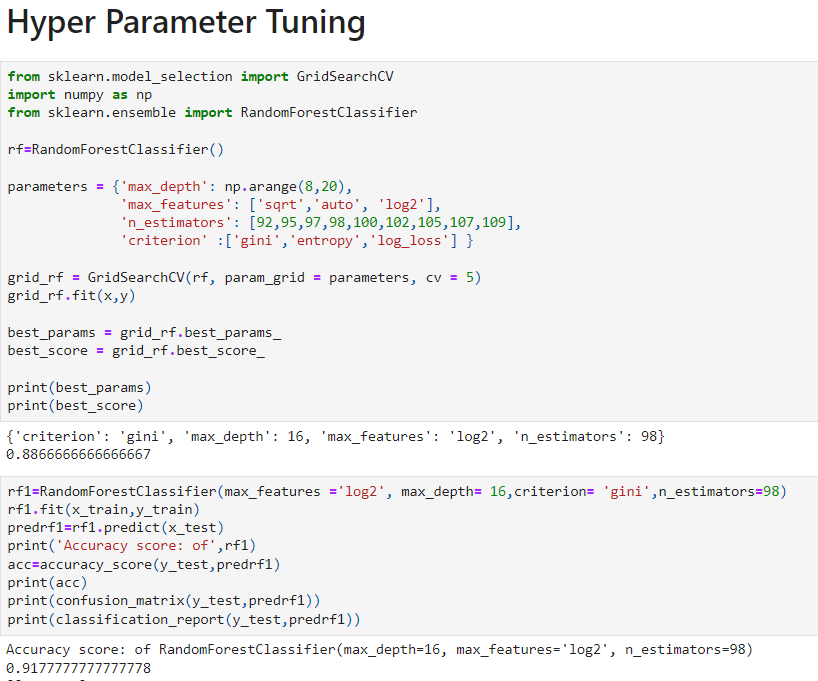 Hyper Parameter Tuning
from sklearn.model_selection import GridSearchCV
import numpy as np
from sklearn.ensemble import RandomForestClassifier
rf=RandomForestClassifier()
parameters = {'max_depth': np.arange(8,20),
'max_features': ['sqrt','auto', 'log2'],
'n_estimators': [92,95,97,98,100,102,105,107,109],
'criterion' :['gini','entropy','log_loss'] }
grid_rf = GridSearchCV(rf, param_grid = parameters, cv = 5)
grid_rf.fit(x,y)
best_params = grid_rf.best_params_
best_score = grid_rf.best_score_
print(best_params)
print(best_score)
{'criterion': 'gini', 'max_depth': 16, 'max_features': 'log2', 'n_estimators': 98}
0.8866666666666667
rf1=RandomForestClassifier(max_features ='log2', max_depth= 16,criterion= 'gini',n_estimators=98)
rf1.fit(x_train,y_train)
predrf1=rf1.predict(x_test)
print('Accuracy score: of',rf1)
acc=accuracy_score(y_test,predrf1)
print(acc)
print(confusion_matrix(y_test,predrf1))
print(classification_report(y_test,predrf1))
Accuracy score: of RandomForestClassifier(max_depth=16, max_features='log2', n_estimators=98)
0.9177777777777778